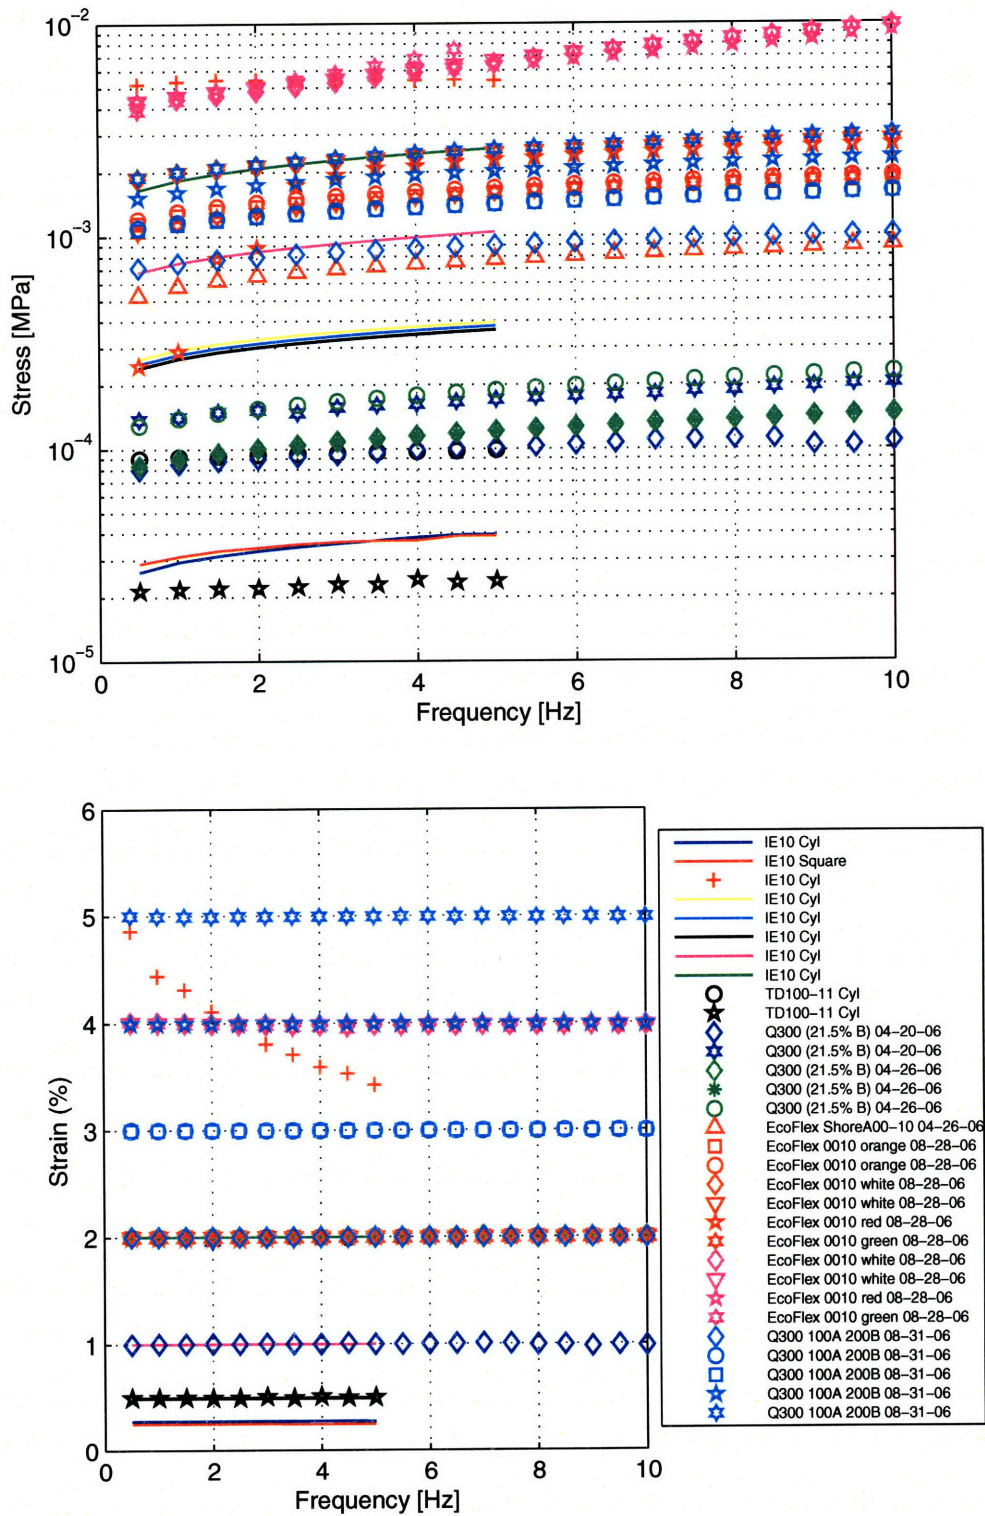 10−2
10−3
10−4
10−5
Stress [MPa]
0 2 4 6 8 10
Frequency [Hz]
6
5
4
3
2
1
0
Strain (%)
0 2 4 6 8 10
Frequency [Hz]
IE10 Cyl
IE10 Square
IE10 Cyl
IE10 Cyl
IE10 Cyl
IE10 Cyl
IE10 Cyl
IE10 Cyl
TD100−11 Cyl
TD100−11 Cyl
Q300 (21.5% B) 04−20−06
Q300 (21.5% B) 04−20−06
Q300 (21.5% B) 04−26−06
Q300 (21.5% B) 04−26−06
Q300 (21.5% B) 04−26−06
EcoFlex ShoreA00−10 04−26−06
EcoFlex 0010 orange 08−28−06
EcoFlex 0010 orange 08−28−06
EcoFlex 0010 white 08−28−06
EcoFlex 0010 white 08−28−06
EcoFlex 0010 red 08−28−06
EcoFlex 0010 green 08−28−06
EcoFlex 0010 white 08−28−06
EcoFlex 0010 white 08−28−06
EcoFlex 0010 red 08−28−06
EcoFlex 0010 green 08−28−06
Q300 100A 200B 08−31−06
Q300 100A 200B 08−31−06
Q300 100A 200B 08−31−06
Q300 100A 200B 08−31−06
Q300 100A 200B 08−31−06